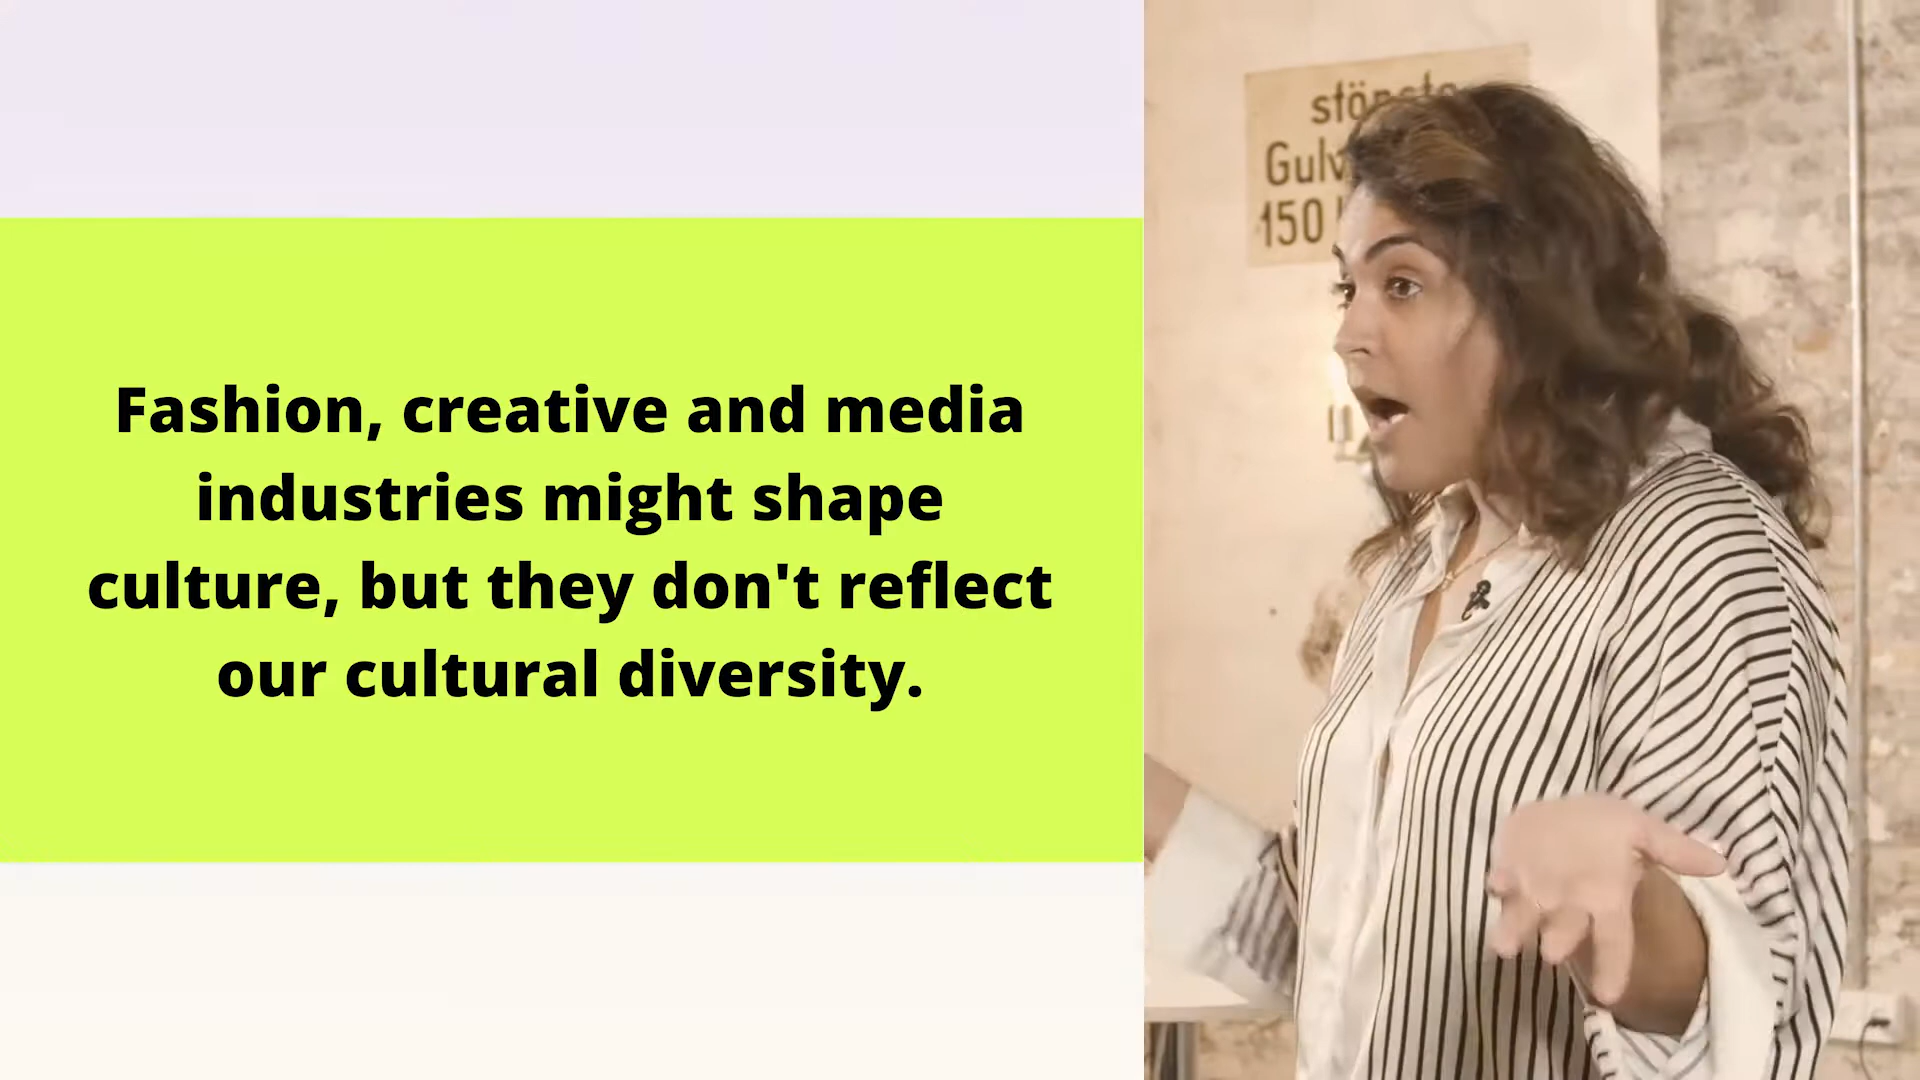 Fashion, creative and media
industries might shape
culture, but they don't reflect
our cultural diversity.
150